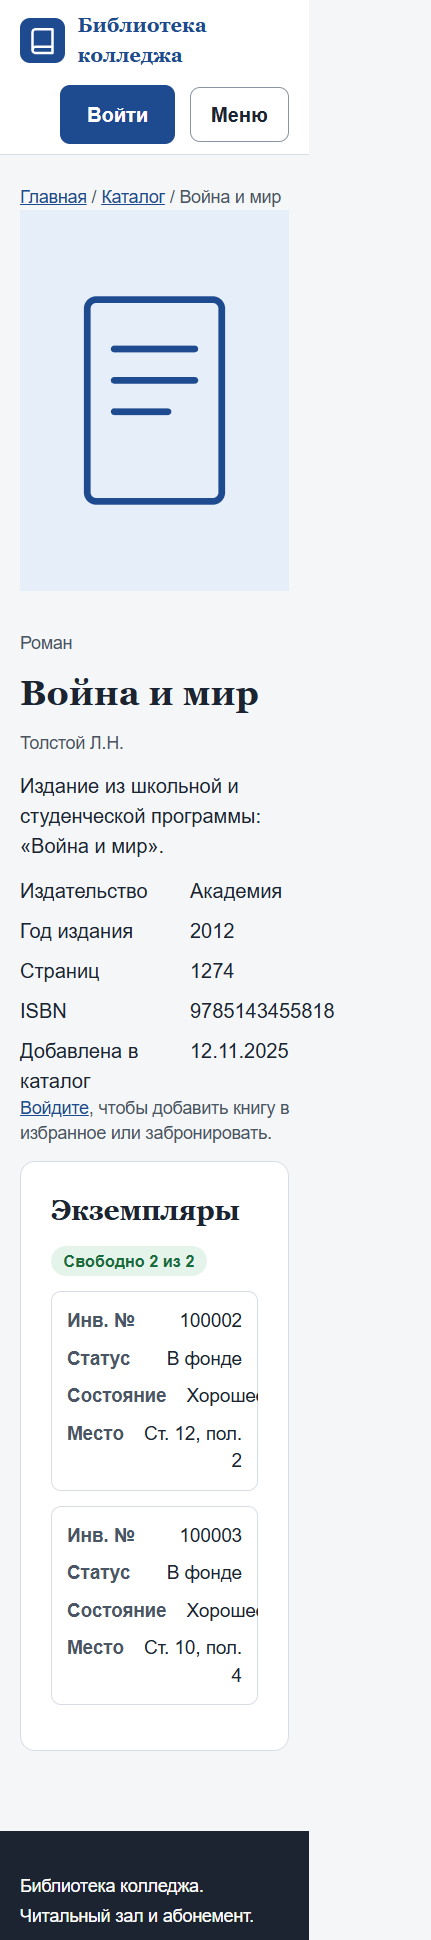 Библиотека
колледжа
Войти Меню
Главная / Каталог / Война и мир
Роман
Война и мир
Толстой Л.Н.
Издание из школьной и
студенческой программы:
«Война и мир».
Издательство Академия
Год издания 2012
Страниц 1274
ISBN 9785143455818
Добавлена в 12.11.2025
каталог
Войдите, чтобы добавить книгу в
избранное или забронировать.
Экземпляры
Свободно 2 из 2
Инв. № 100002
Статус В фонде
Состояние Хорошее
Место Ст. 12, пол.
2
Инв. № 100003
Статус В фонде
Состояние Хорошее
Место Ст. 10, пол.
4
Библиотека колледжа.
Читальный зал и абонемент.